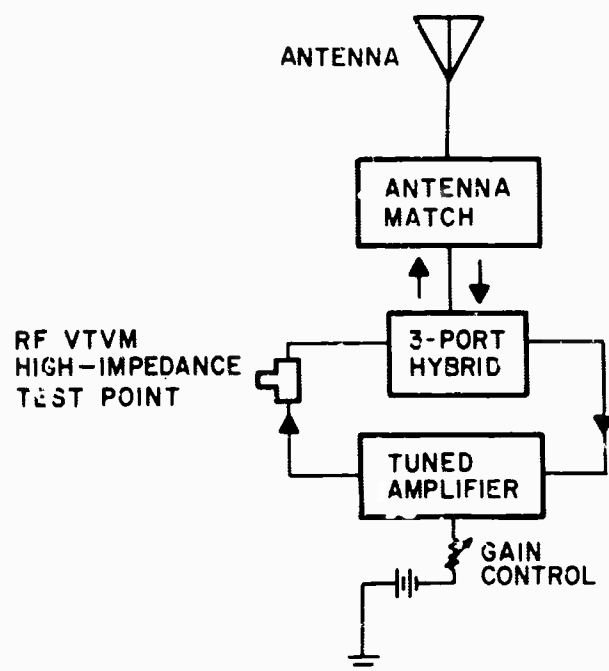 ANTENNA
ANTENNA
MATCH
RF VTVM
HIGH-IMPEDANCE
TEST POINT
3-PORT
HYBRID
TUNED
AMPLIFIER
GAIN
CONTROL